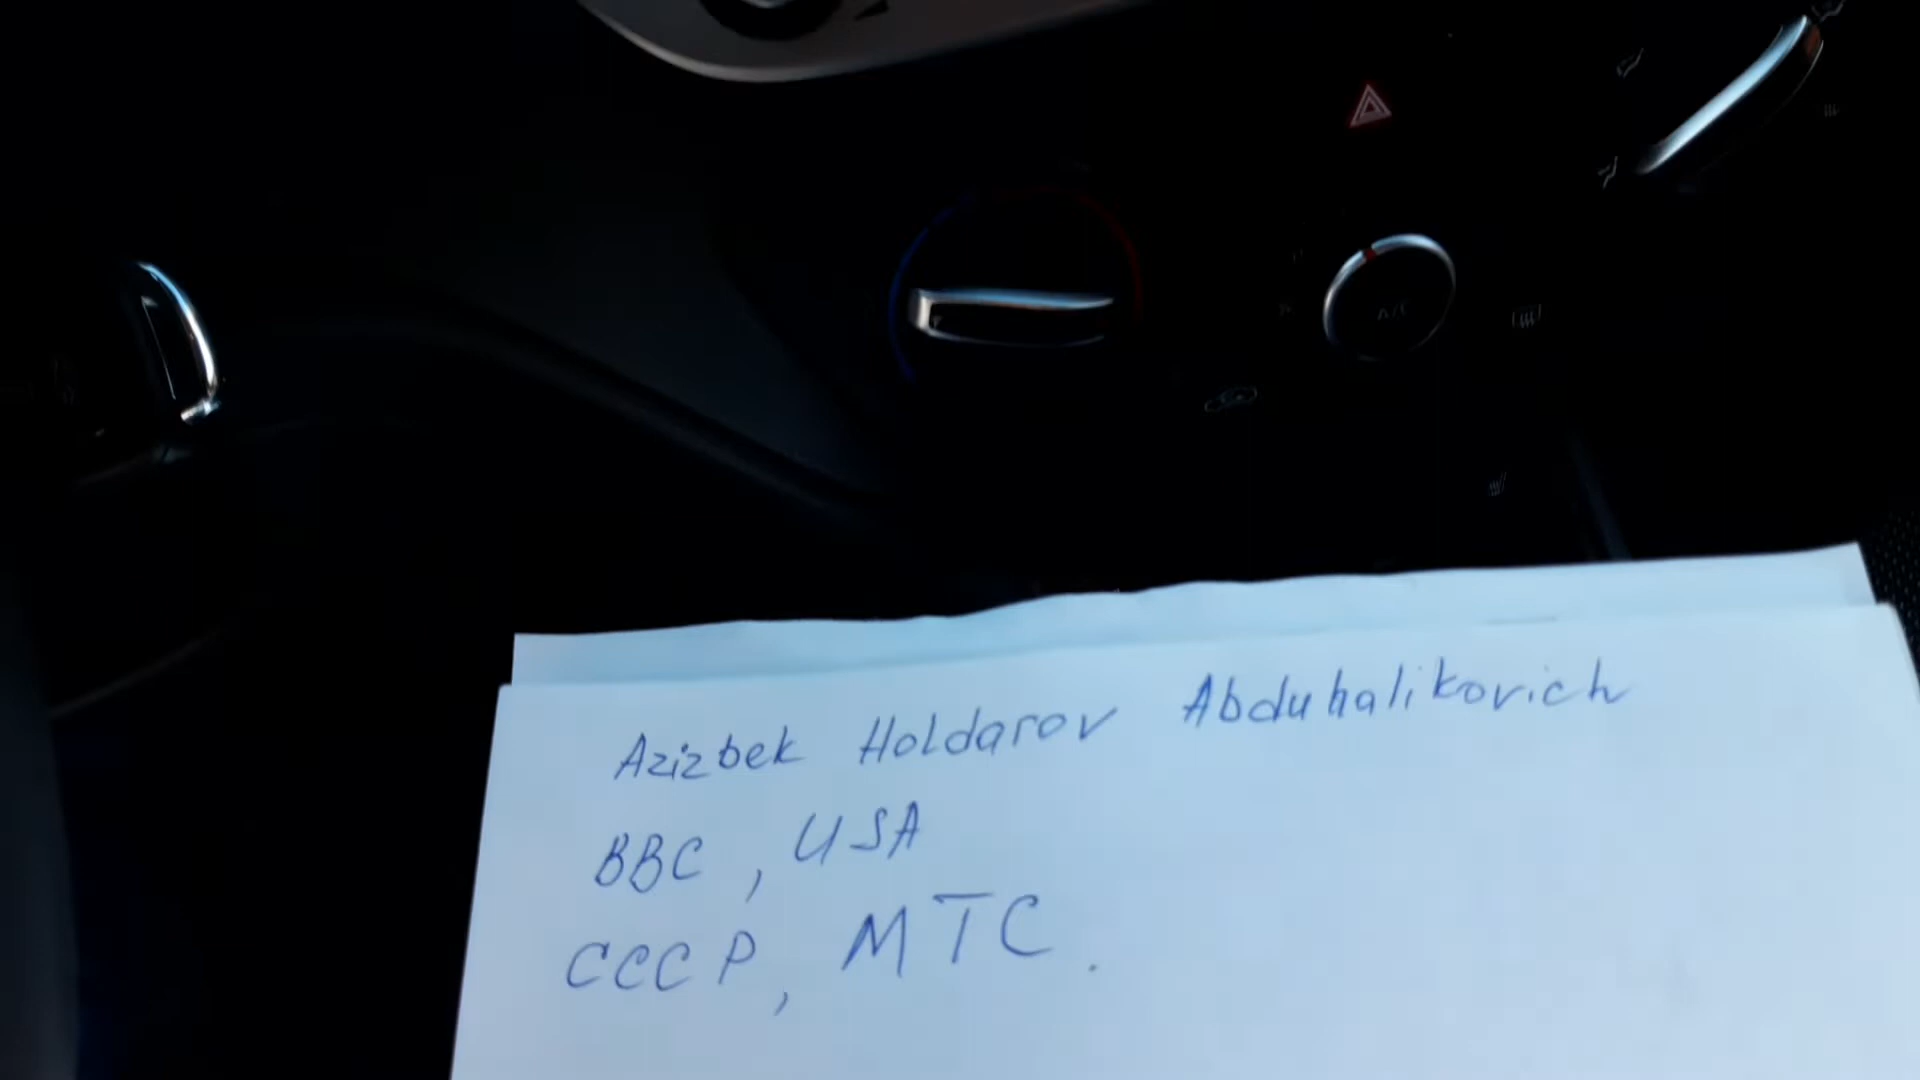 A/C
Azizbek Holdarov Abduhalikovich
BBC, USA
СССР, МТС.